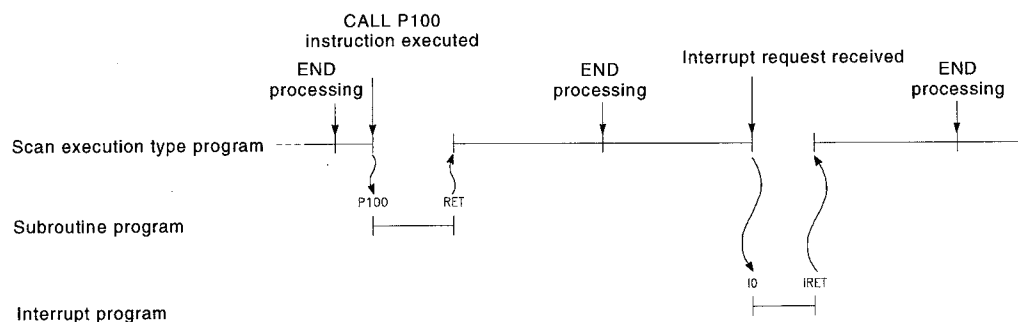 CALL P100
instruction executed
END
processing
END
processing
Interrupt request received
END
processing
Scan execution type program
P100
RET
Subroutine program
I0
IRET
Interrupt program